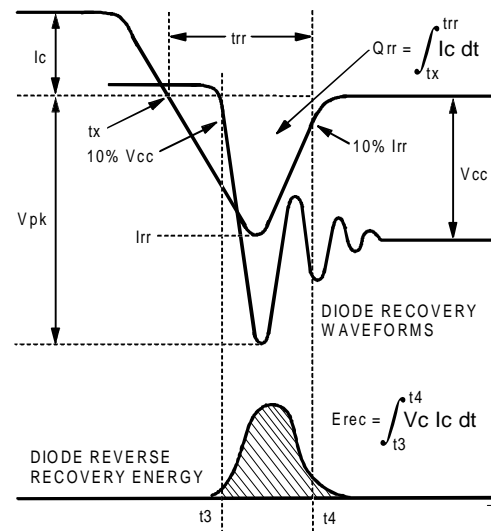 trr
Ic
Qrr = ∫ trr tx Ic dt
tx
10% Vcc
10% Irr
Vpk
Vcc
Irr
DIODE RECOVERY
WAVEFORMS
Erec = ∫ t4 t3 Vc Ic dt
DIODE REVERSE
RECOVERY ENERGY
t3
t4